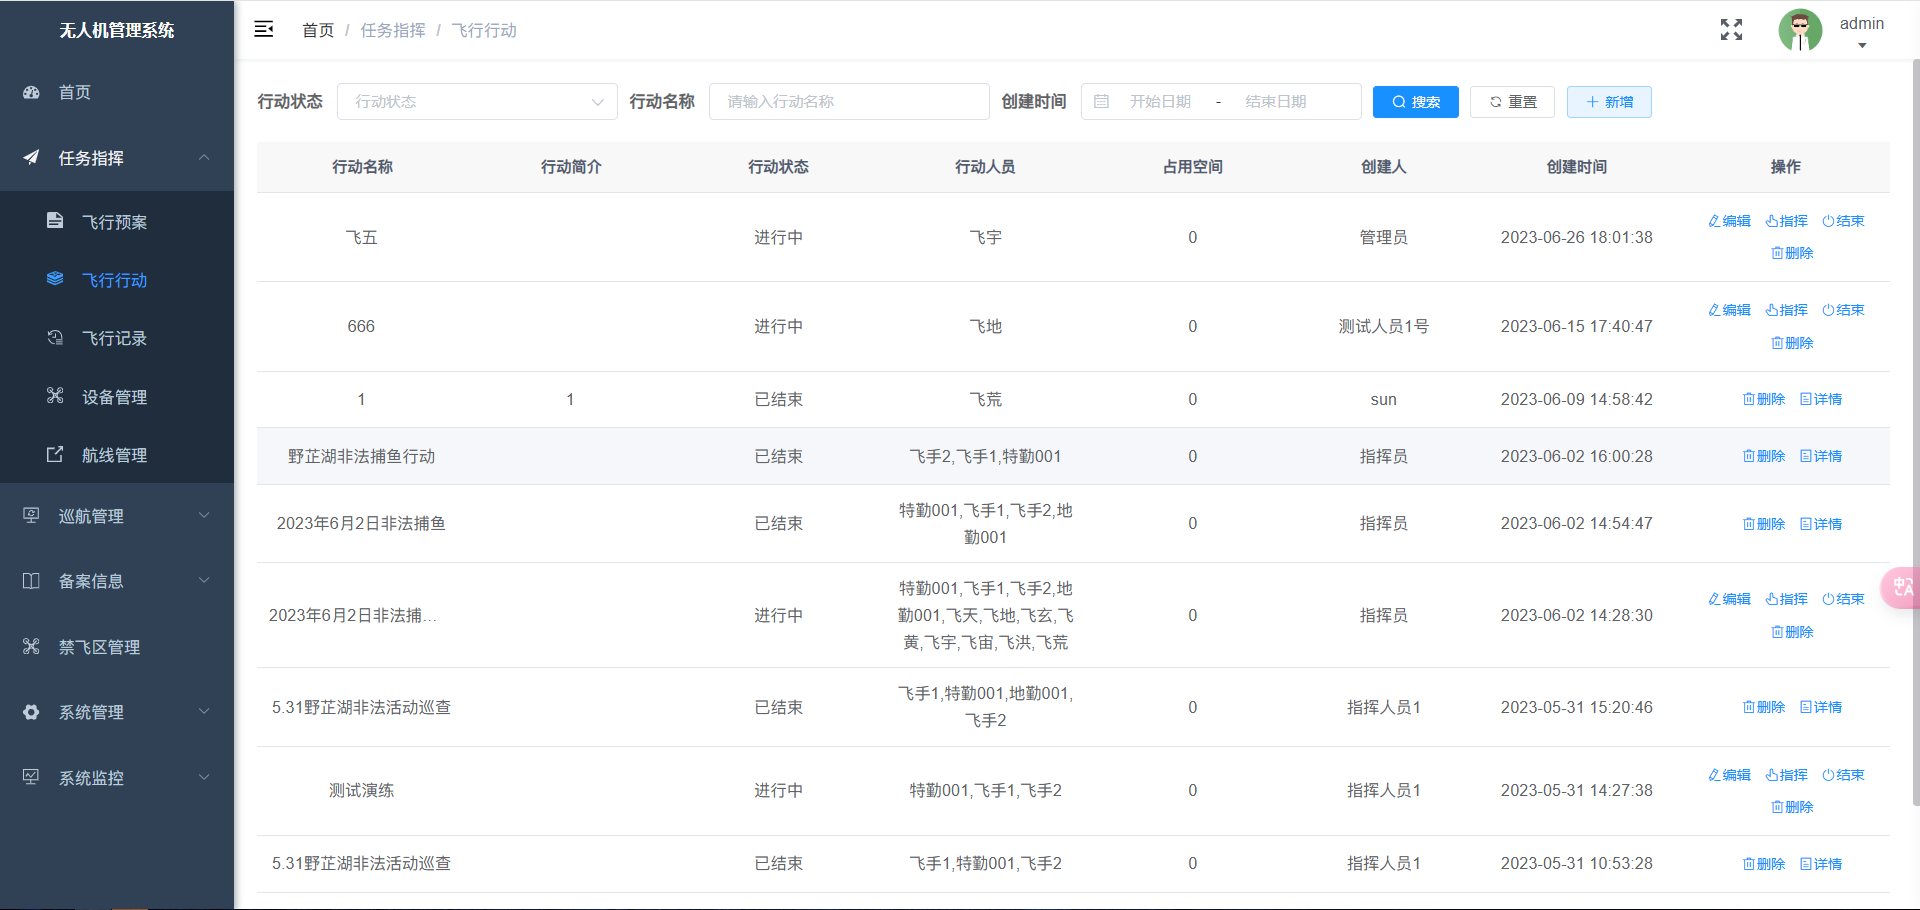 无人机管理系统
首页
任务指挥
飞行预案
飞行行动
飞行记录
设备管理
航线管理
巡航管理
备案信息
禁飞区管理
系统管理
系统监控
首页 / 任务指挥 / 飞行行动
admin
行动状态 行动状态 行动名称 请输入行动名称 创建时间 开始日期 - 结束日期 搜索 重置 新增
行动名称 行动简介 行动状态 行动人员 占用空间 创建人 创建时间 操作
飞五 进行中 飞宇 0 管理员 2023-06-26 18:01:38 编辑 指挥 结束
删除
666 进行中 飞地 0 测试人员1号 2023-06-15 17:40:47 编辑 指挥 结束
删除
1 1 已结束 飞荒 0 sun 2023-06-09 14:58:42 删除 详情
野芷湖非法捕鱼行动 已结束 飞手2,飞手1,特勤001 0 指挥员 2023-06-02 16:00:28 删除 详情
2023年6月2日非法捕鱼 已结束 特勤001,飞手1,飞手2,地
勤001 0 指挥员 2023-06-02 14:54:47 删除 详情
2023年6月2日非法捕... 进行中 特勤001,飞手1,飞手2,地
勤001,飞天,飞地,飞玄,飞
黄,飞宇,飞宙,飞洪,飞荒 0 指挥员 2023-06-02 14:28:30 编辑 指挥 结束
删除
5.31野芷湖非法活动巡查 已结束 飞手1,特勤001,地勤001,
飞手2 0 指挥人员1 2023-05-31 15:20:46 删除 详情
测试演练 进行中 特勤001,飞手1,飞手2 0 指挥人员1 2023-05-31 14:27:38 编辑 指挥 结束
删除
5.31野芷湖非法活动巡查 已结束 飞手1,特勤001,飞手2 0 指挥人员1 2023-05-31 10:53:28 删除 详情
中A